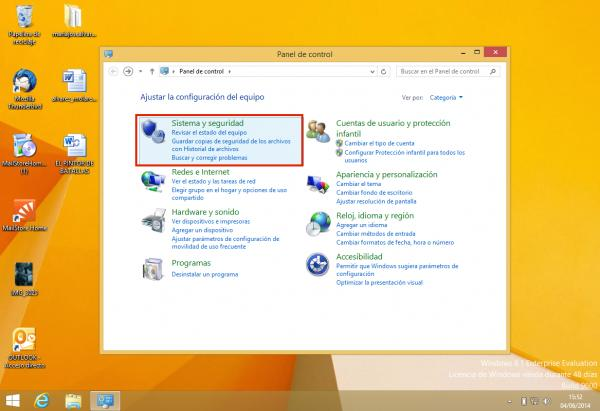 Papelera de
reciclaje
mariajo.salvar...
Mozilla
Thunderbird
MailStoreHom...
(1)
EL PINTOR DE
BATALLAS
MailStore Home
IMG_3223
OUTLOOK -
Acceso directo
Panel de control
Panel de control
Buscar en el Panel de control
Ajustar la configuración del equipo
Ver por: Categoría
Sistema y seguridad
Revisar el estado del equipo
Guardar copias de seguridad de los archivos
con Historial de archivos
Buscar y corregir problemas
Redes e Internet
Ver el estado y las tareas de red
Elegir grupo en el hogar y opciones de uso
compartido
Hardware y sonido
Ver dispositivos e impresoras
Agregar un dispositivo
Ajustar parámetros de configuración de
movilidad de uso frecuente
Programas
Desinstalar un programa
Cuentas de usuario y protección
infantil
Cambiar el tipo de cuenta
Configurar Protección infantil para todos los
usuarios
Apariencia y personalización
Cambiar el tema
Cambiar fondo de escritorio
Ajustar resolución de pantalla
Reloj, idioma y región
Agregar un idioma
Cambiar métodos de entrada
Cambiar formatos de fecha, hora o número
Accesibilidad
Permitir que Windows sugiera parámetros de
configuración
Optimizar la presentación visual
Windows 8.1 Enterprise Evaluation
Licencia de Windows válida durante 48 días
Build 9600
15:52
04/06/2014